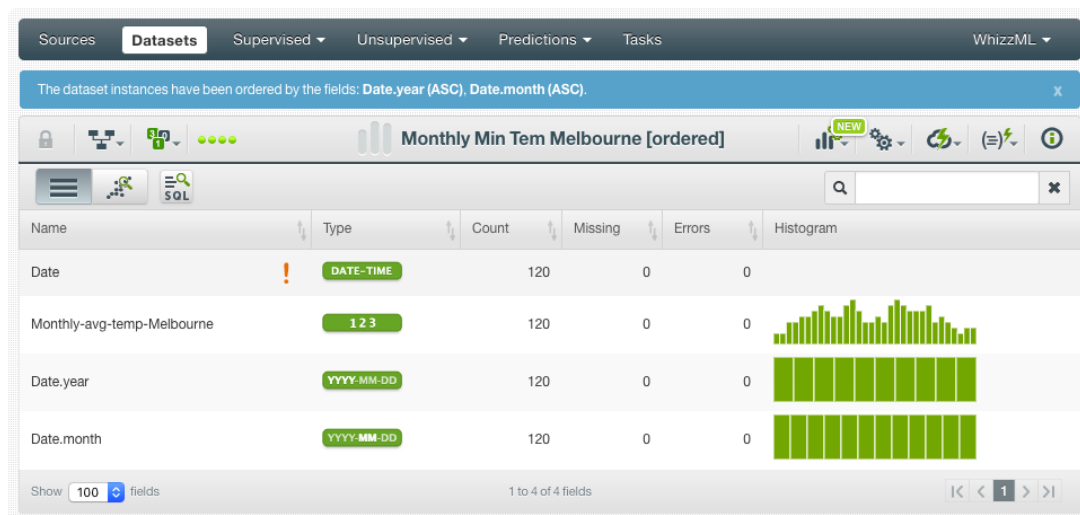 Sources Datasets Supervised Unsupervised Predictions Tasks WhizzML
The dataset instances have been ordered by the fields: Date.year (ASC), Date.month (ASC). x
Monthly Min Tem Melbourne [ordered] NEW
SQL
Name Type Count Missing Errors Histogram
Date ! DATE-TIME 120 0 0
Monthly-avg-temp-Melbourne 1 2 3 120 0 0
Date.year YYYY-MM-DD 120 0 0
Date.month YYYY-MM-DD 120 0 0
Show 100 fields 1 to 4 of 4 fields 1